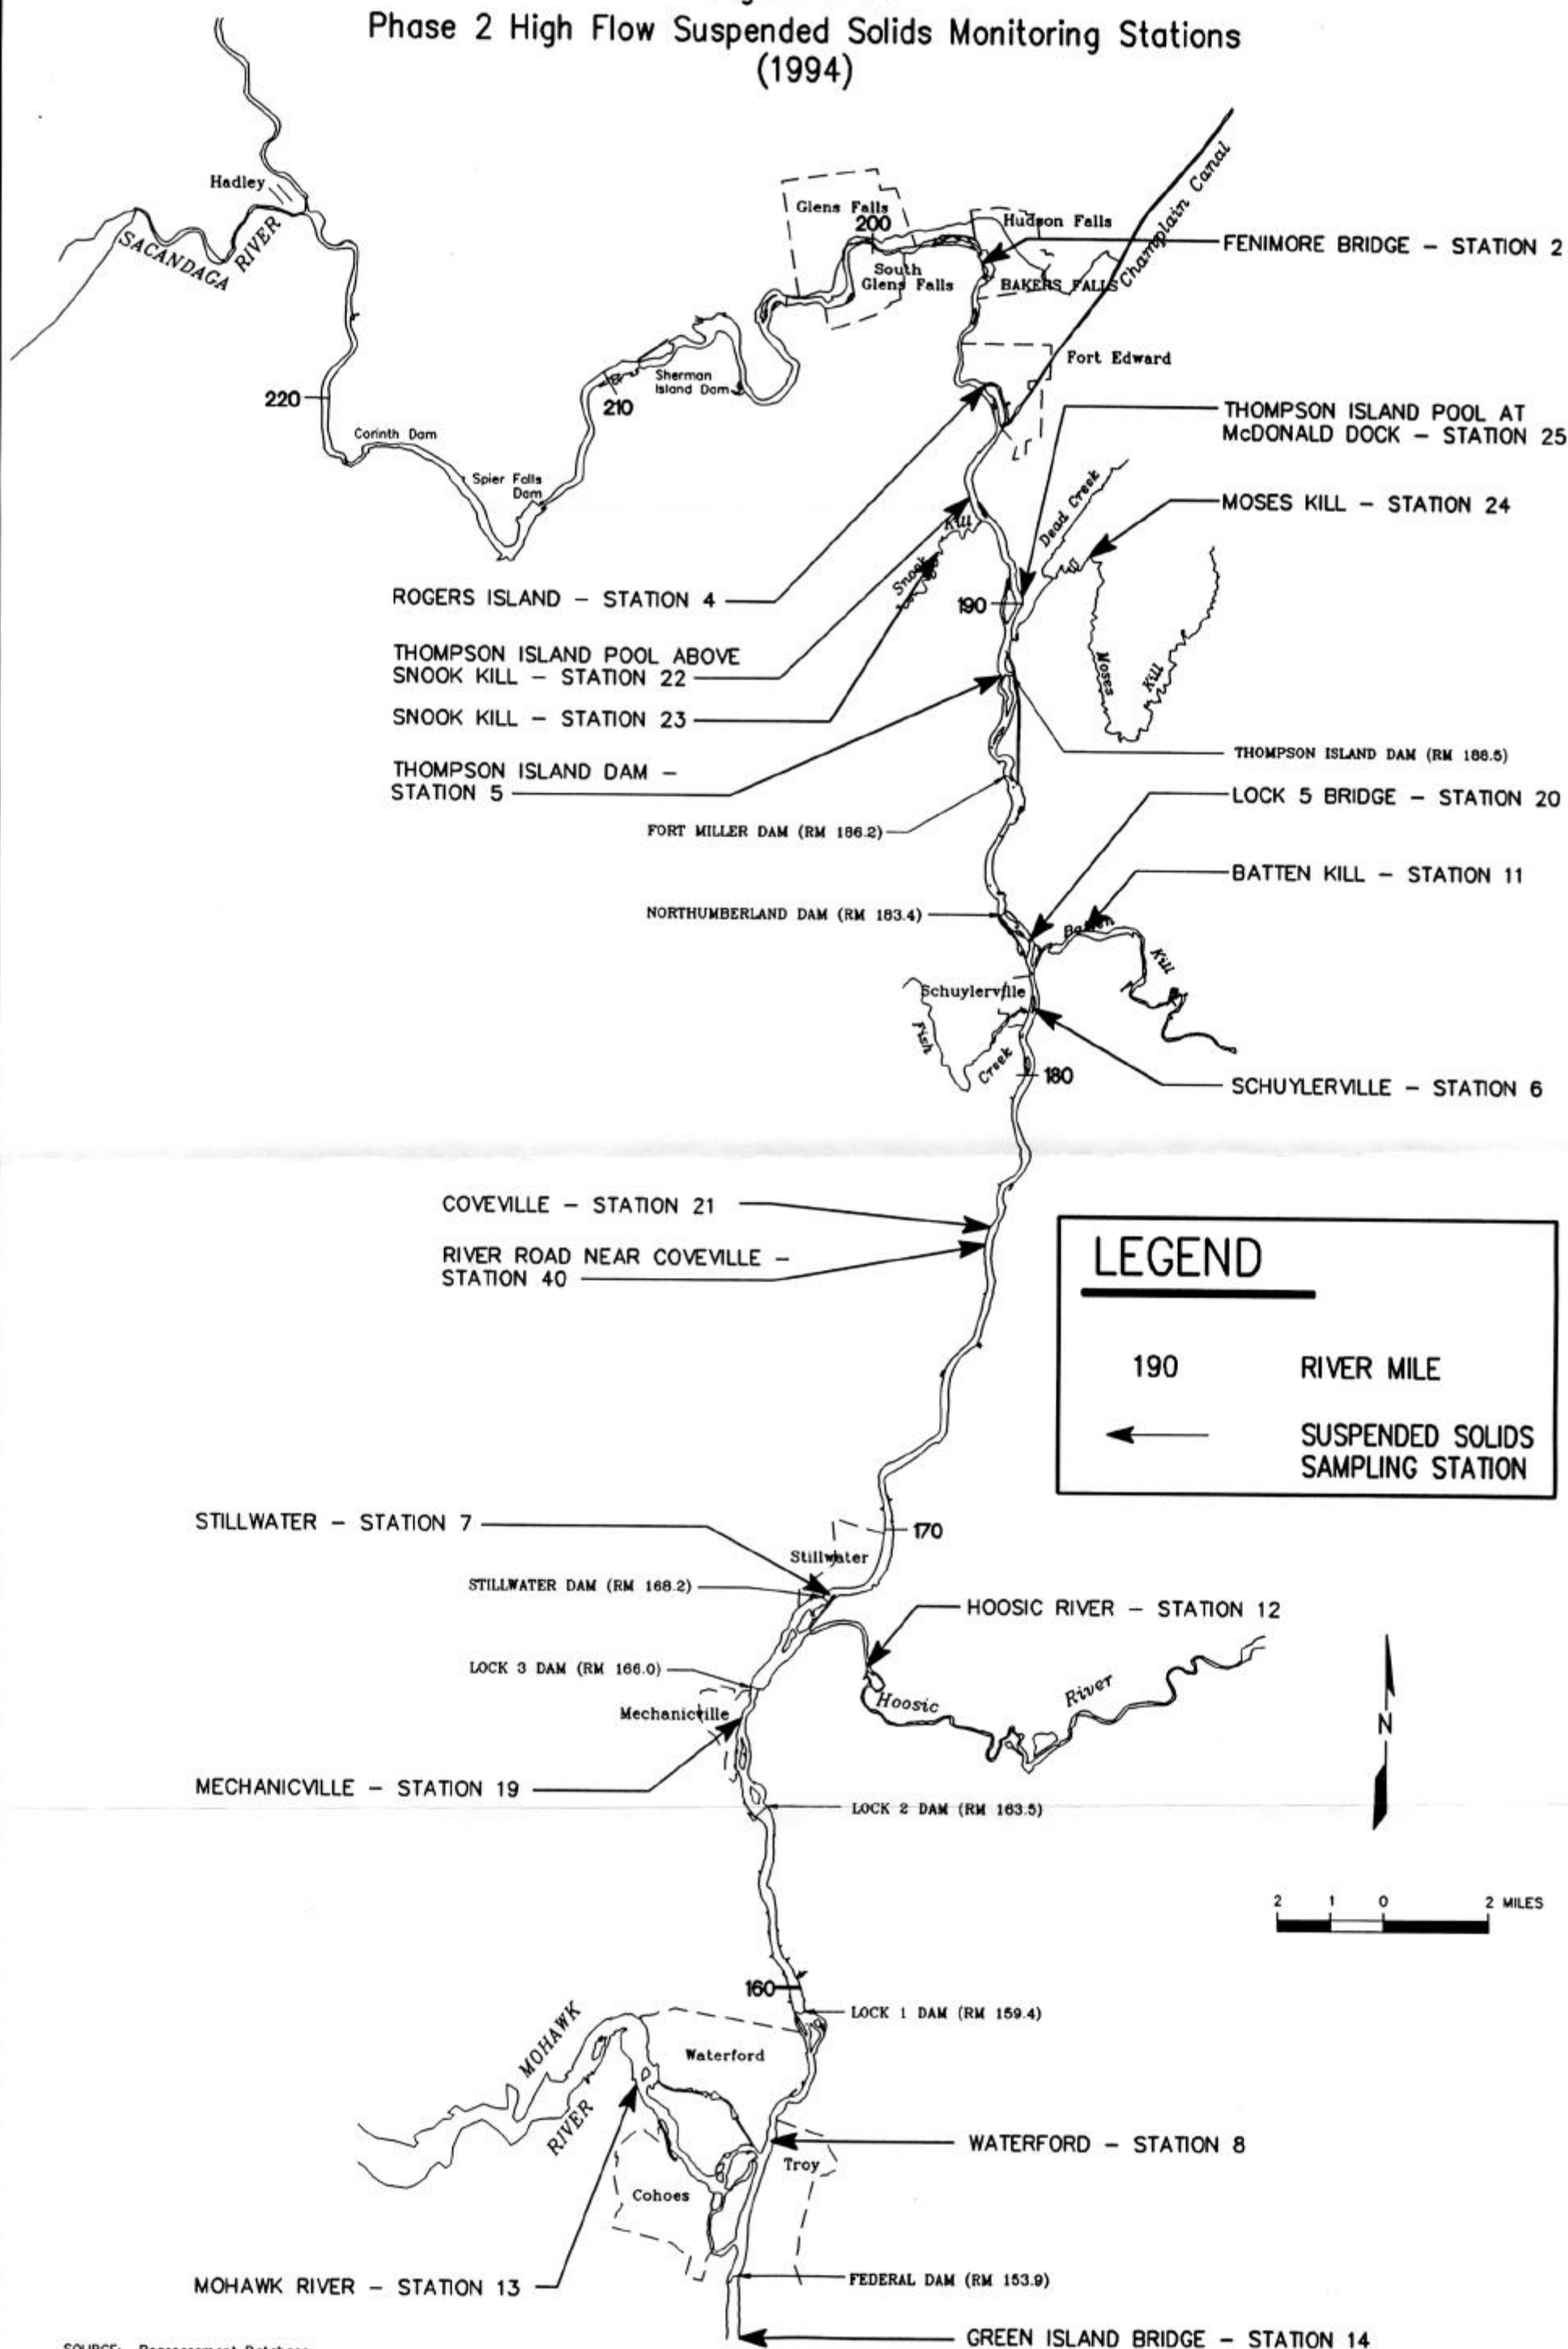 Phase 2 High Flow Suspended Solids Monitoring Stations
(1994)
Hadley
SACANDAGA
RIVER
Glens Falls
200
Hudson Falls
Champlain Canal
FENIMORE BRIDGE – STATION 2
South
Glens Falls
BAKERS FALLS
Fort Edward
Sherman
Island Dam
220
210
THOMPSON ISLAND POOL AT
McDONALD DOCK – STATION 25
Corinth Dam
Spier Falls
Dam
Dead Creek
MOSES KILL – STATION 24
Snook
Kill
ROGERS ISLAND – STATION 4
190
THOMPSON ISLAND POOL ABOVE
SNOOK KILL – STATION 22
Moses
Kill
SNOOK KILL – STATION 23
THOMPSON ISLAND DAM (RM 188.5)
THOMPSON ISLAND DAM –
STATION 5
LOCK 5 BRIDGE – STATION 20
FORT MILLER DAM (RM 186.2)
BATTEN KILL – STATION 11
NORTHUMBERLAND DAM (RM 183.4)
Batten
Kill
Schuylerville
Fish
Creek
180
SCHUYLERVILLE – STATION 6
COVEVILLE – STATION 21
RIVER ROAD NEAR COVEVILLE –
STATION 40
LEGEND
190 RIVER MILE
SUSPENDED SOLIDS
SAMPLING STATION
STILLWATER – STATION 7
170
Stillwater
STILLWATER DAM (RM 168.2)
HOOSIC RIVER – STATION 12
LOCK 3 DAM (RM 166.0)
Hoosic
River
Mechanicville
N
MECHANICVILLE – STATION 19
LOCK 2 DAM (RM 163.5)
2 1 0 2 MILES
160
LOCK 1 DAM (RM 159.4)
MOHAWK
RIVER
Waterford
WATERFORD – STATION 8
Troy
Cohoes
MOHAWK RIVER – STATION 13
FEDERAL DAM (RM 153.9)
GREEN ISLAND BRIDGE – STATION 14